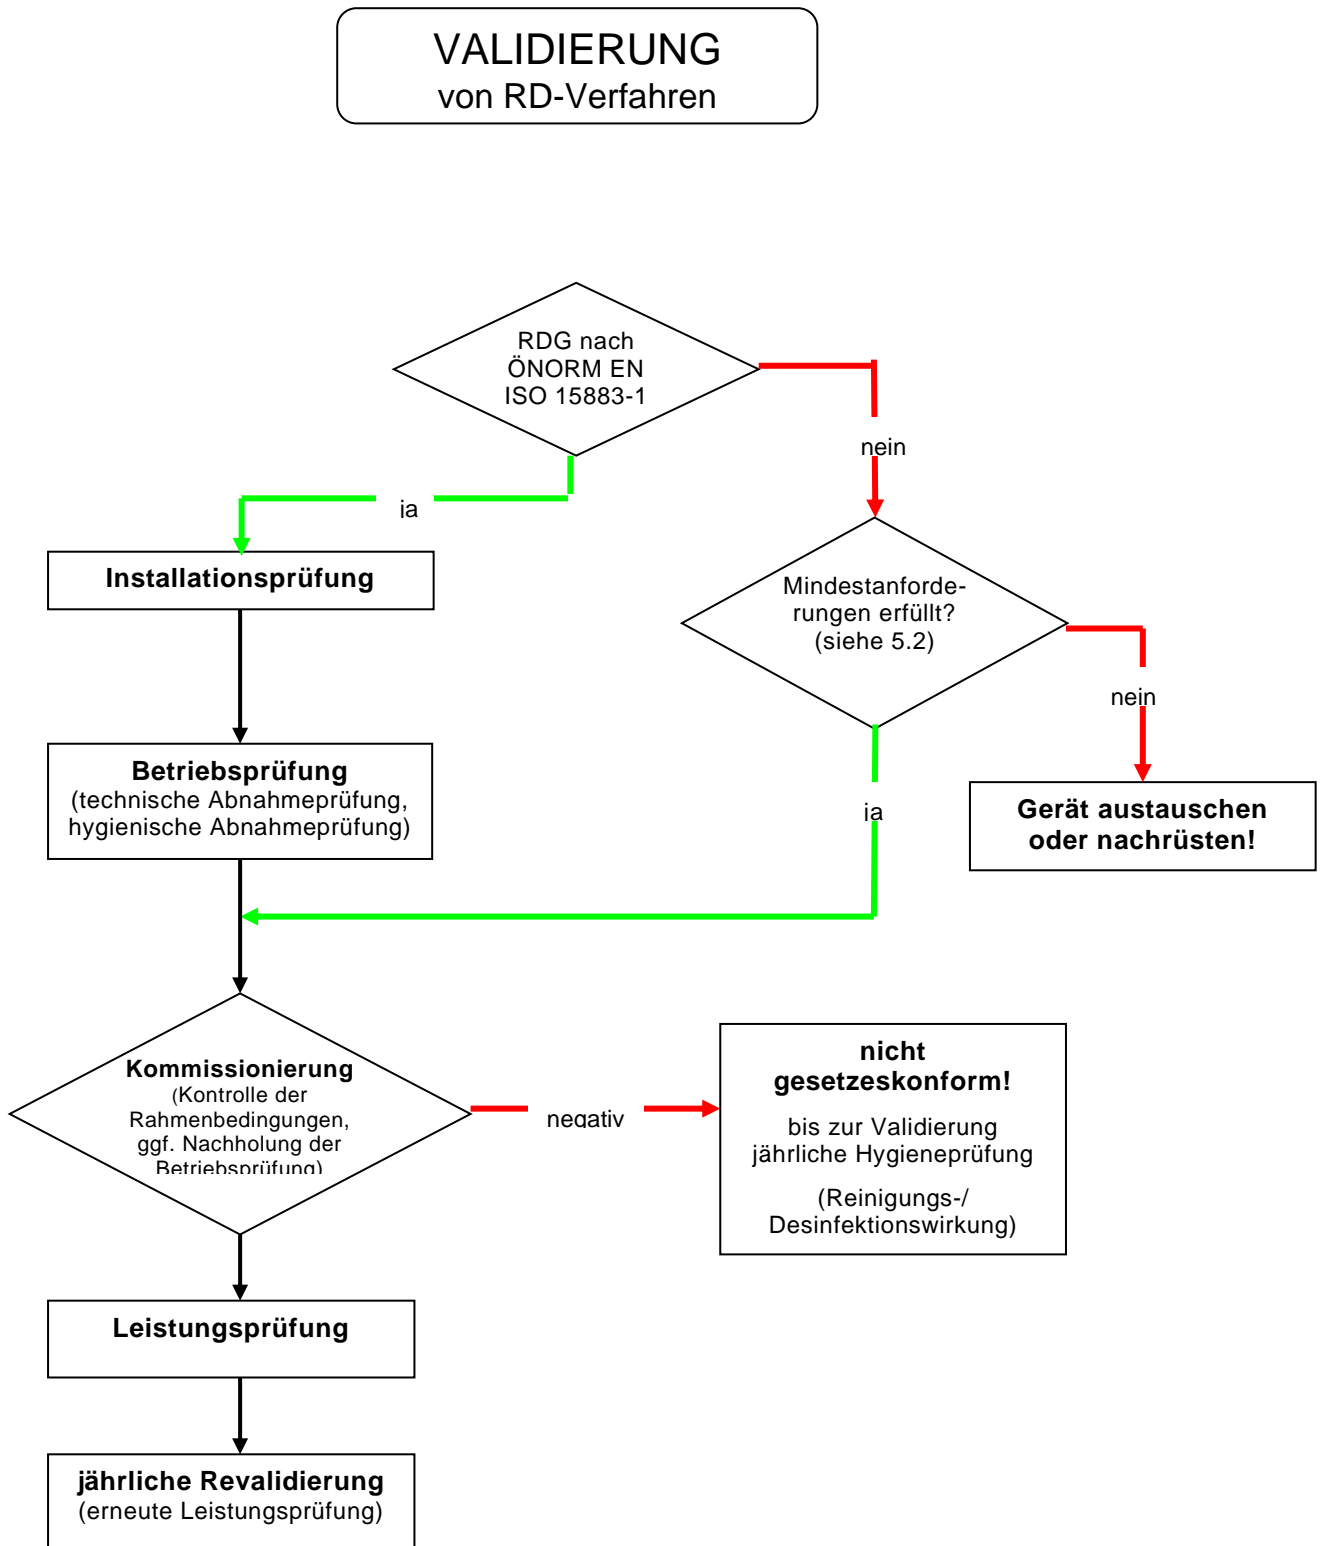 VALIDIERUNG
von RD-Verfahren
RDG nach
ÖNORM EN
ISO 15883-1
nein
ja
Installationsprüfung
Mindestanforde-
rungen erfüllt?
(siehe 5.2)
nein
Betriebsprüfung
(technische Abnahmeprüfung,
hygienische Abnahmeprüfung)
ja
Gerät austauschen
oder nachrüsten!
Kommissionierung
(Kontrolle der
Rahmenbedingungen,
ggf. Nachholung der
Betriebsprüfung)
negativ
nicht
gesetzeskonform!
bis zur Validierung
jährliche Hygieneprüfung
(Reinigungs-/
Desinfektionswirkung)
Leistungsprüfung
jährliche Revalidierung
(erneute Leistungsprüfung)